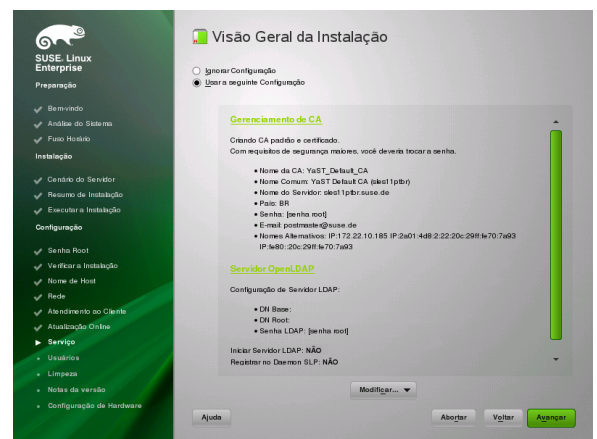 SUSE. Linux
Enterprise
Preparação
Bem-vindo
Análise do Sistema
Fuso Horário
Instalação
Cenário do Servidor
Resumo de Instalação
Executar a Instalação
Configuração
Senha Root
Verificar a Instalação
Nome de Host
Rede
Atendimento ao Cliente
Atualização Online
Serviço
Usuários
Limpeza
Notas da versão
Configuração de Hardware
Visão Geral da Instalação
Ignorar Configuração
Usar a seguinte Configuração
Gerenciamento de CA
Criando CA padrão e certificado.
Com requisitos de segurança maiores, você deveria trocar a senha.
• Nome da CA: YaST_Default_CA
• Nome Comum: YaST Default CA (sles11ptbr)
• Nome do Servidor: sles11ptbr.suse.de
• País: BR
• Senha: [senha root]
• E-mail: postmaster@suse.de
• Nomes Alternativos: IP:172.22.10.185 IP:2a01:4d8:2:22:20c:29ff:fe70:7a93
IP:fe80::20c:29ff:fe70:7a93
Servidor OpenLDAP
Configuração de Servidor LDAP:
• DN Base:
• DN Root:
• Senha LDAP: [senha root]
Iniciar Servidor LDAP: NÃO
Registrar no Daemon SLP: NÃO
Modificar...
Ajuda
Abortar
Voltar
Avançar